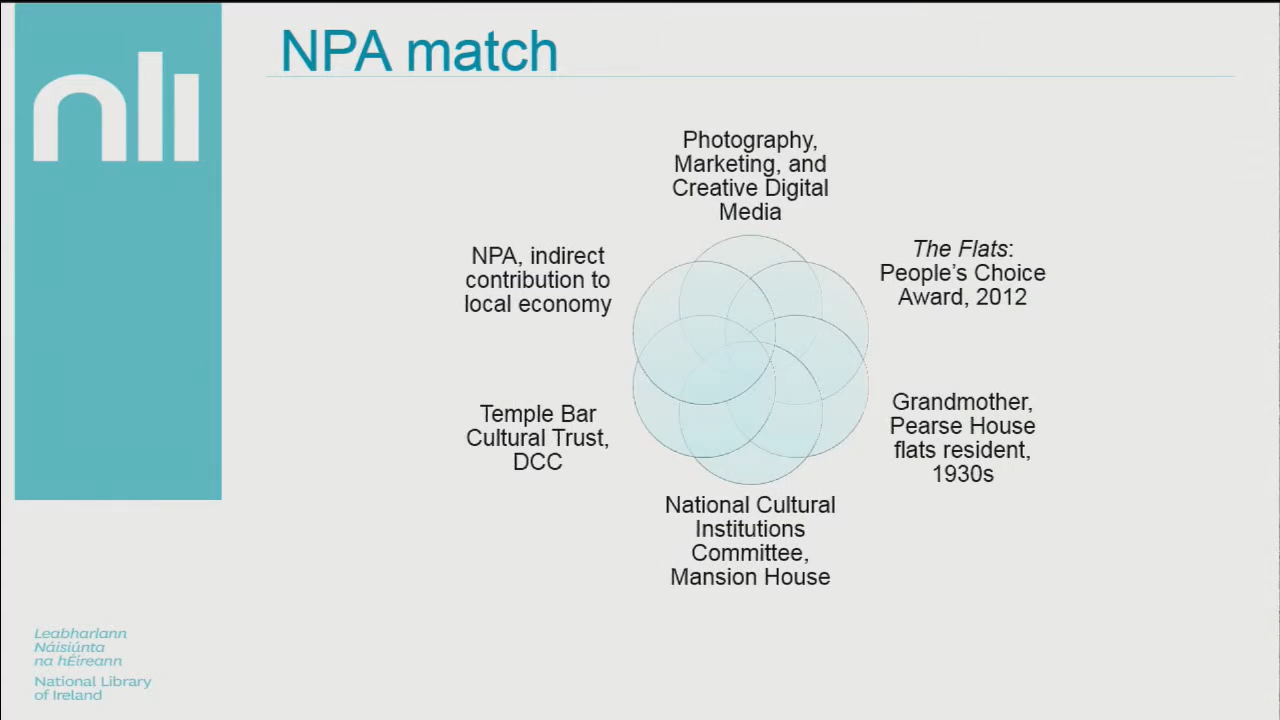 nli
NPA match
Photography,
Marketing, and
Creative Digital
Media
The Flats:
People's Choice
Award, 2012
Grandmother,
Pearse House
flats resident,
1930s
National Cultural
Institutions
Committee,
Mansion House
Temple Bar
Cultural Trust,
DCC
NPA, indirect
contribution to
local economy
Leabharlann
Náisiúnta
na hÉireann
National Library
of Ireland